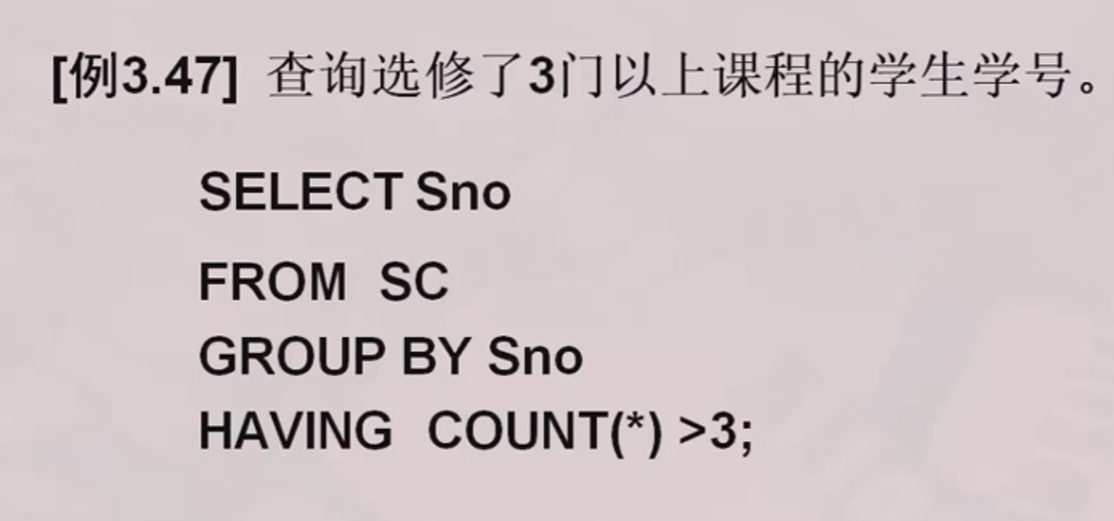 [例3.47] 查询选修了3门以上课程的学生学号。
SELECT Sno
FROM SC
GROUP BY Sno
HAVING COUNT(*) >3;